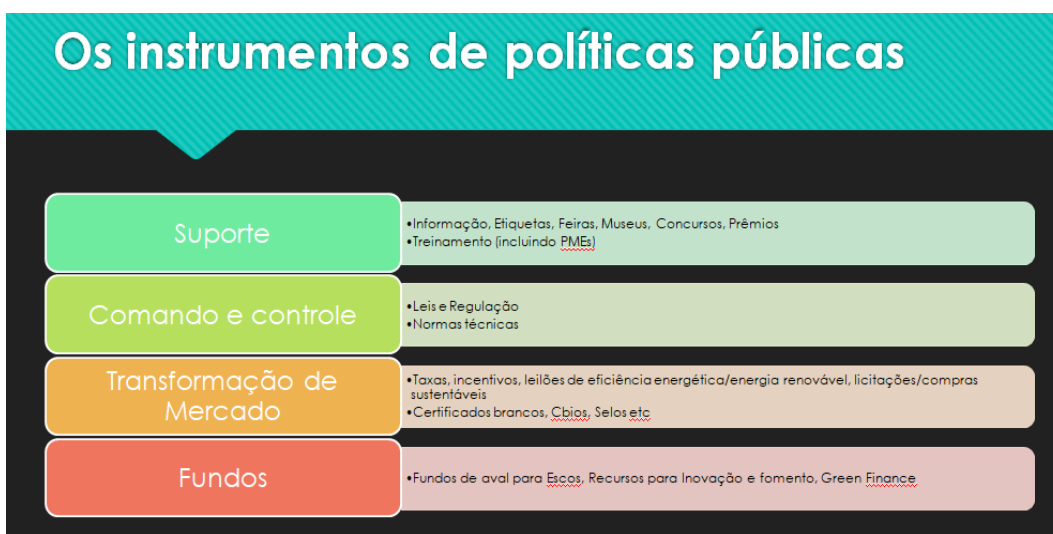 Os instrumentos de políticas públicas
Suporte
•Informação, Etiquetas, Feiras, Museus, Concursos, Prêmios
•Treinamento (incluindo PMEs)
Comando e controle
•Leis e Regulação
•Normas técnicas
Transformação de
Mercado
•Taxas, incentivos, leilões de eficiência energética/energia renovável, licitações/compras
sustentáveis
•Certificados brancos, Cbios, Selos etc
Fundos
•Fundos de aval para Escos, Recursos para Inovação e fomento, Green Finance